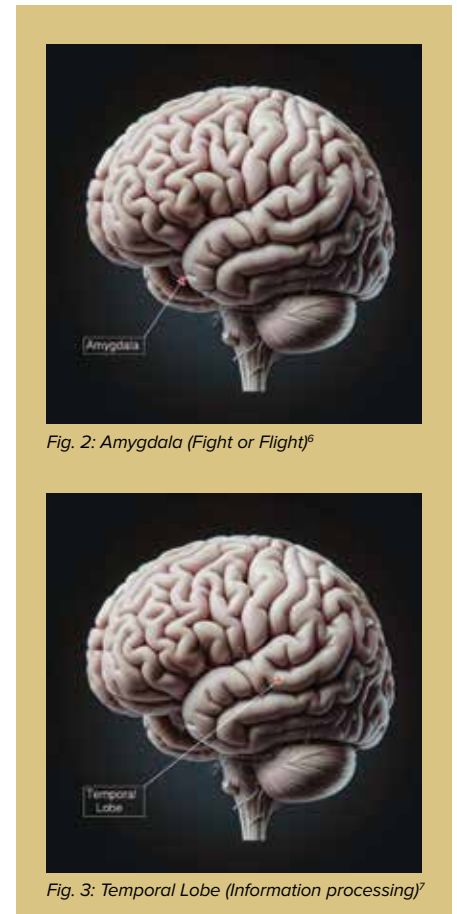 Amygdala
Fig. 2: Amygdala (Fight or Flight)⁶
Temporal
Lobe
Fig. 3: Temporal Lobe (Information processing)⁷